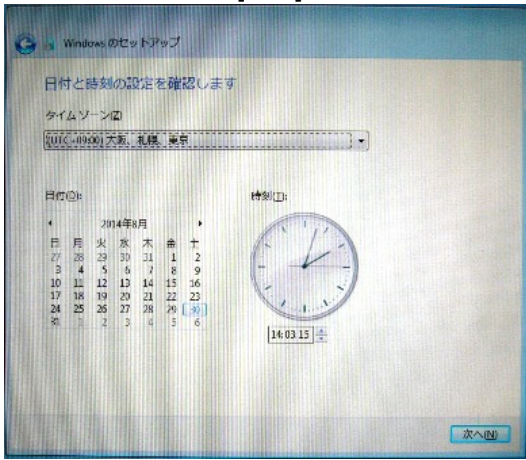 Windows のセットアップ
日付と時刻の設定を確認します
タイム ゾーン(Z)
(UTC+09:00) 大阪、札幌、東京
日付(D):
時刻(T):
2014年8月
日 月 火 水 木 金 土
27 28 29 30 31 1 2
3 4 5 6 7 8 9
10 11 12 13 14 15 16
17 18 19 20 21 22 23
24 25 26 27 28 29 30
31 1 2 3 4 5 6
14:03:15
次へ(N)